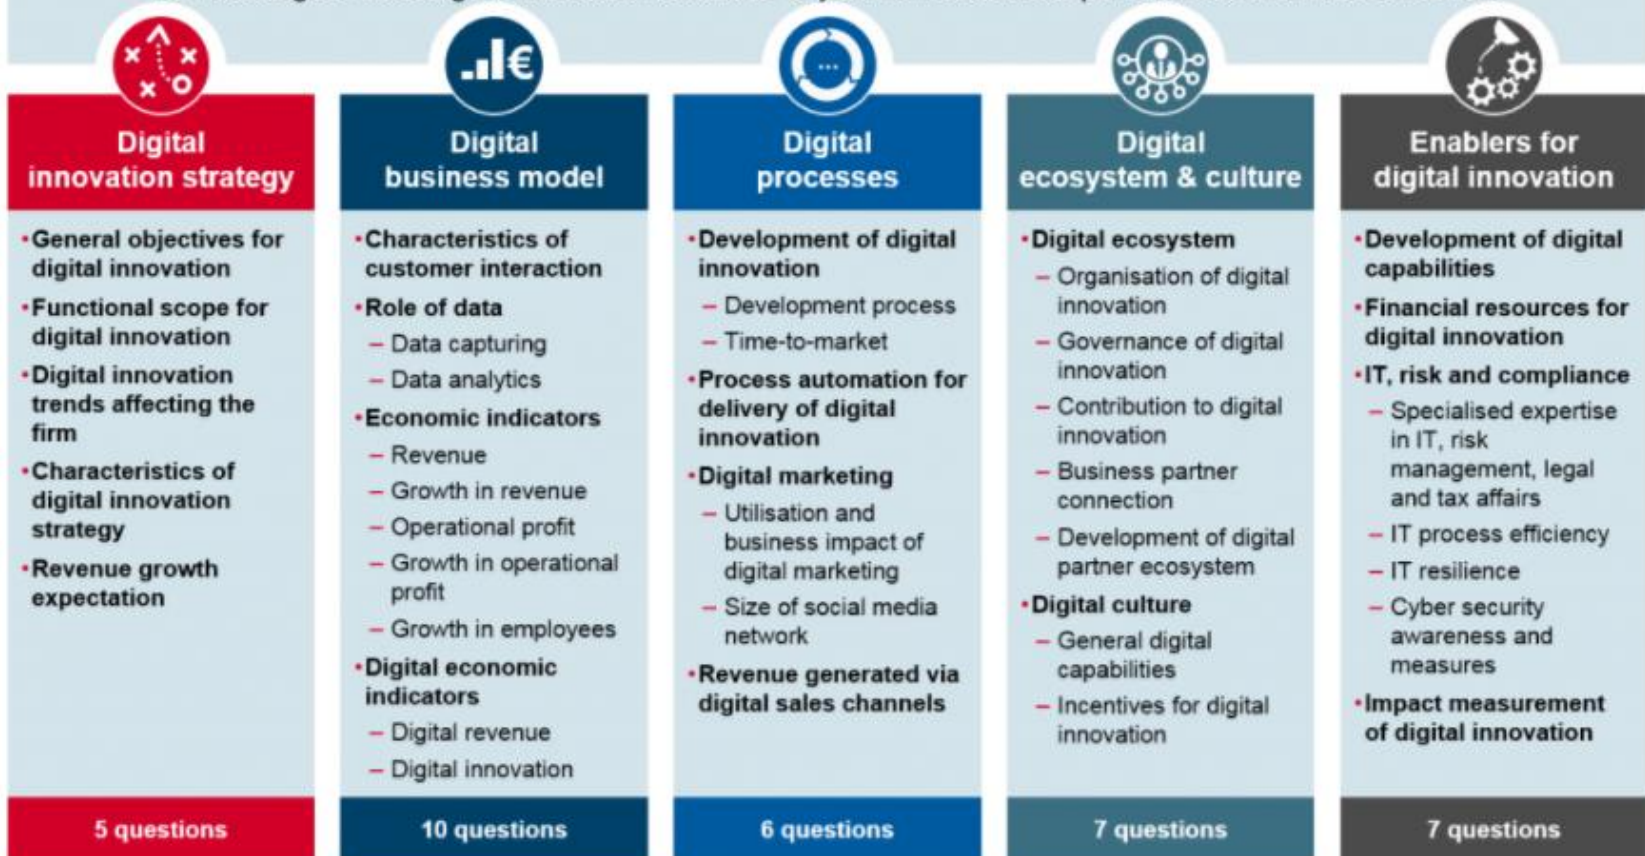 Digital
innovation strategy
•General objectives for
digital innovation
•Functional scope for
digital innovation
•Digital innovation
trends affecting the
firm
•Characteristics of
digital innovation
strategy
•Revenue growth
expectation
5 questions
€
Digital
business model
•Characteristics of
customer interaction
•Role of data
– Data capturing
– Data analytics
•Economic indicators
– Revenue
– Growth in revenue
– Operational profit
– Growth in operational
profit
– Growth in employees
•Digital economic
indicators
– Digital revenue
– Digital innovation
10 questions
...
Digital
processes
•Development of digital
innovation
– Development process
– Time-to-market
•Process automation for
delivery of digital
innovation
•Digital marketing
– Utilisation and
business impact of
digital marketing
– Size of social media
network
•Revenue generated via
digital sales channels
6 questions
Digital
ecosystem & culture
•Digital ecosystem
– Organisation of digital
innovation
– Governance of digital
innovation
– Contribution to digital
innovation
– Business partner
connection
– Development of digital
partner ecosystem
•Digital culture
– General digital
capabilities
– Incentives for digital
innovation
7 questions
Enablers for
digital innovation
•Development of digital
capabilities
•Financial resources for
digital innovation
•IT, risk and compliance
– Specialised expertise
in IT, risk
management, legal
and tax affairs
– IT process efficiency
– IT resilience
– Cyber security
awareness and
measures
•Impact measurement
of digital innovation
7 questions